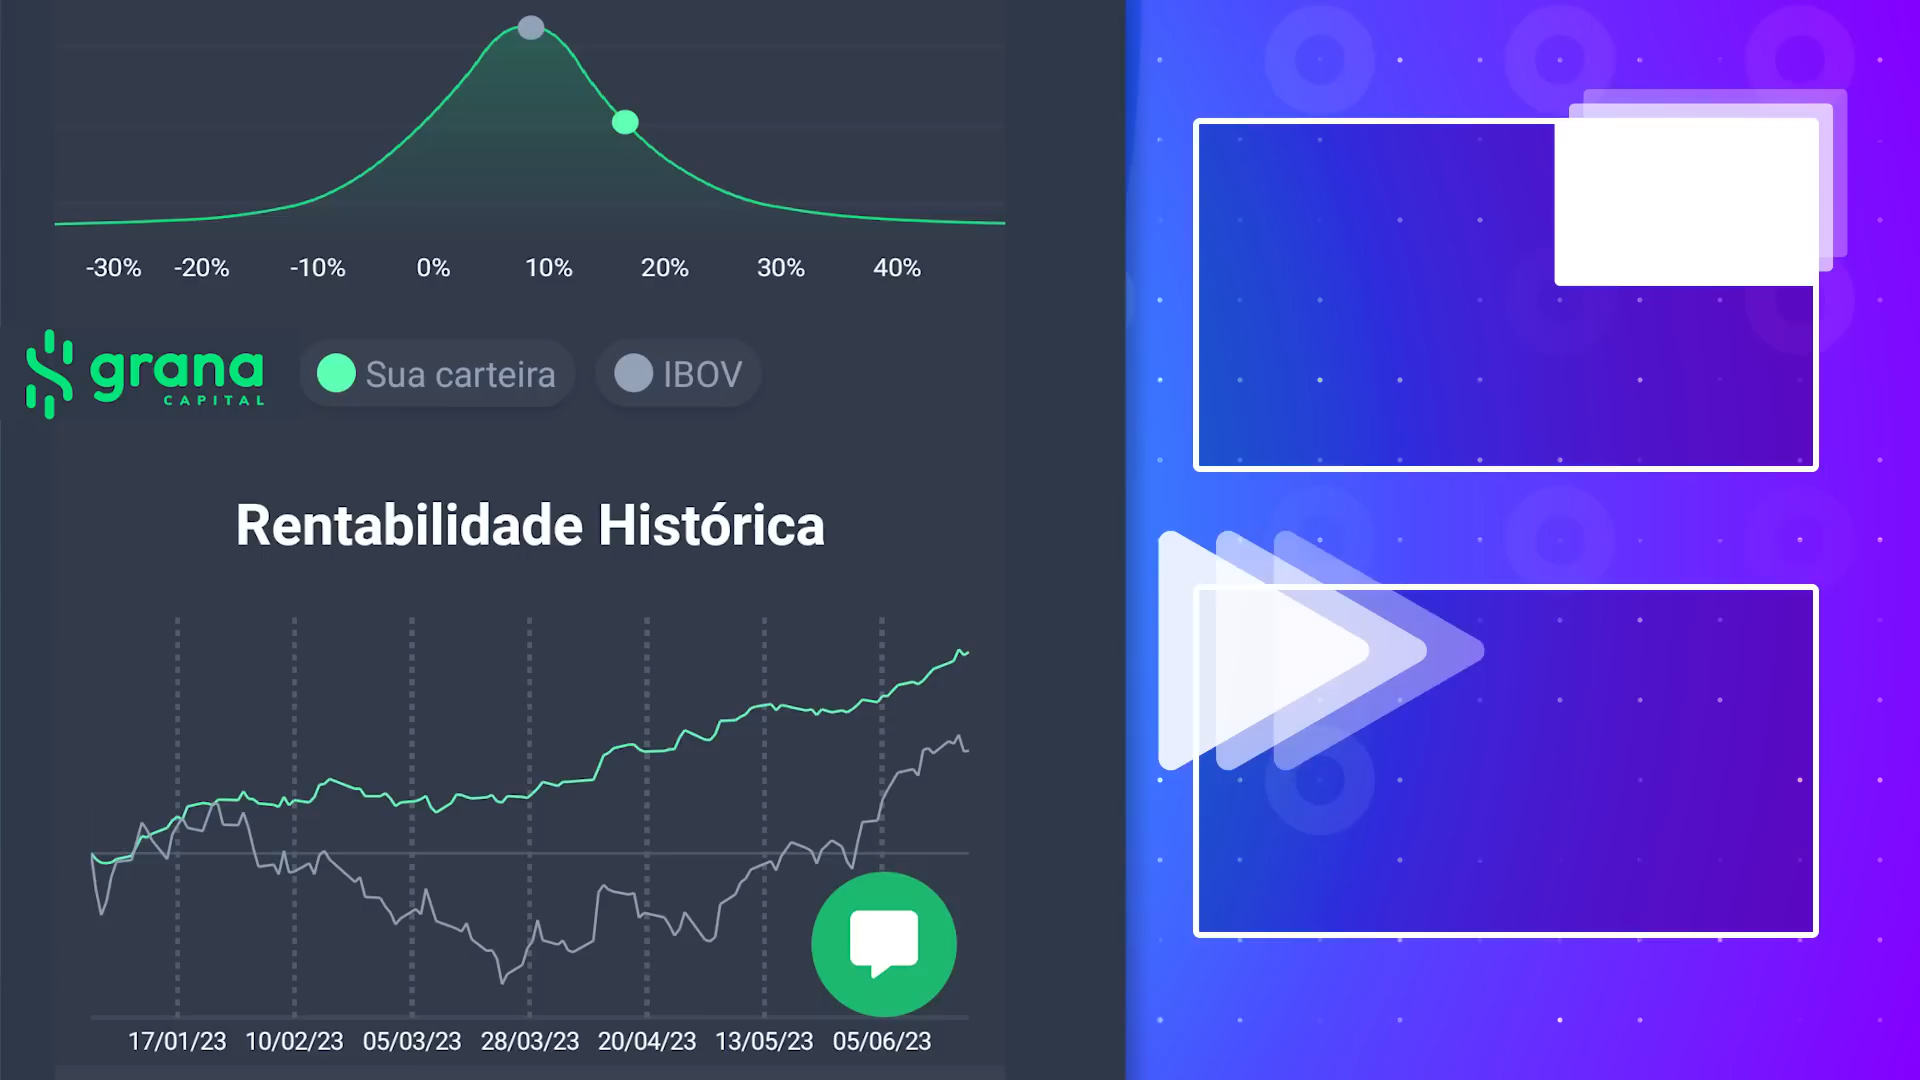 -30% -20% -10% 0% 10% 20% 30% 40%
grana
CAPITAL
Sua carteira
IBOV
Rentabilidade Histórica
17/01/23 10/02/23 05/03/23 28/03/23 20/04/23 13/05/23 05/06/23